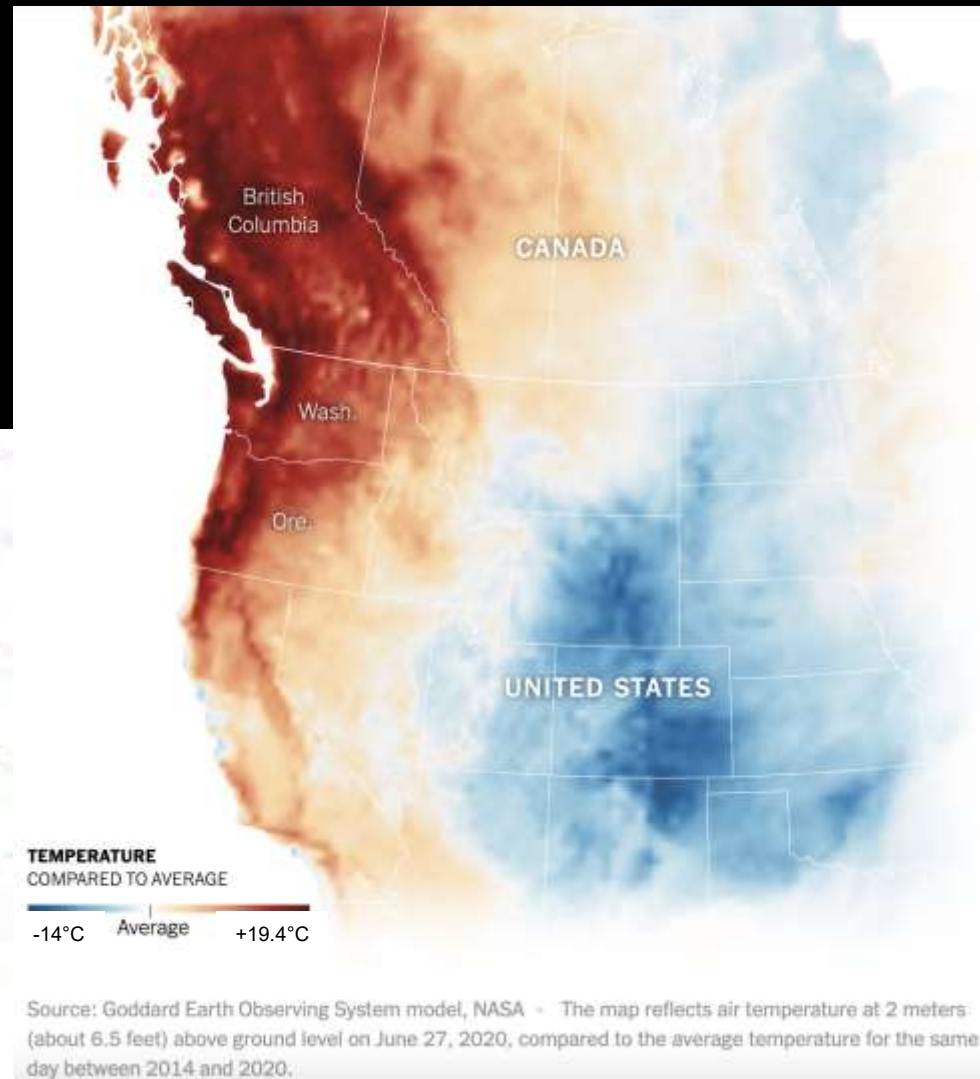 British
Columbia
CANADA
Wash.
Ore.
UNITED STATES
TEMPERATURE
COMPARED TO AVERAGE
-14°C Average +19.4°C
Source: Goddard Earth Observing System model, NASA • The map reflects air temperature at 2 meters
(about 6.5 feet) above ground level on June 27, 2020, compared to the average temperature for the same
day between 2014 and 2020.